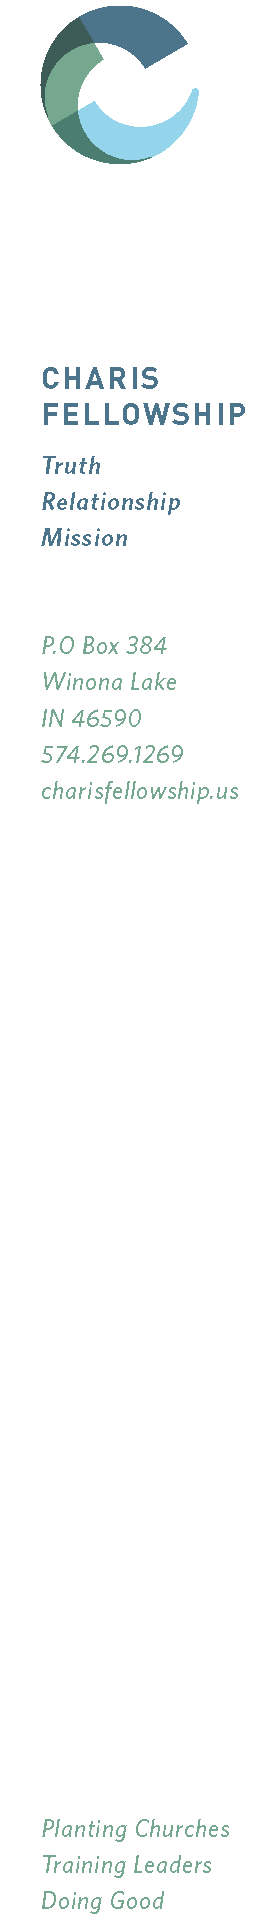 CHARIS
FELLOWSHIP
Truth
Relationship
Mission
P.O Box 384
Winona Lake
IN 46590
574.269.1269
charisfellowship.us
Planting Churches
Training Leaders
Doing Good